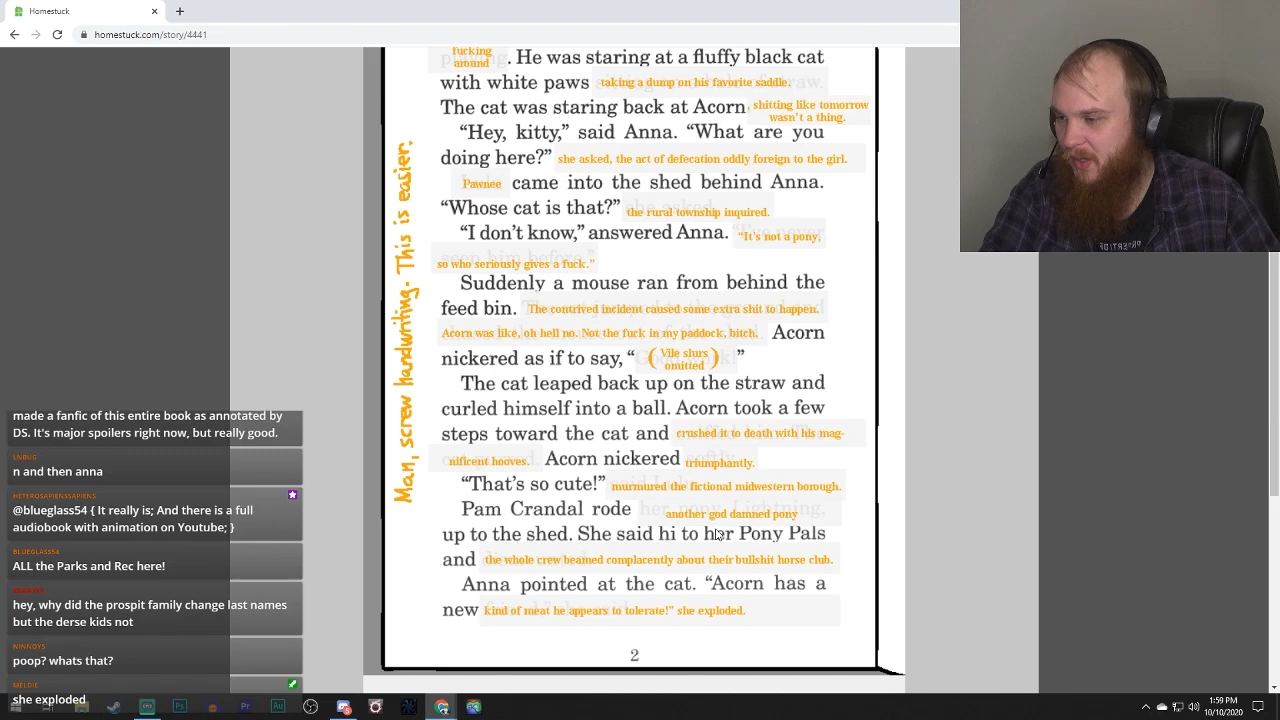 Homestuck
homestuck.com/story/4441
fucking
around
. He was staring at a fluffy black cat
with white paws taking a dump on his favorite saddle.
The cat was staring back at Acorn. shitting like tomorrow
wasn't a thing.
“Hey, kitty,” said Anna. “What are you
doing here?” she asked, the act of defecation oddly foreign to the girl.
Pawnee came into the shed behind Anna.
“Whose cat is that?” the rural township inquired.
“I don't know,” answered Anna. “It's not a pony,
so who seriously gives a fuck.”
Suddenly a mouse ran from behind the
feed bin. The contrived incident caused some extra shit to happen.
Acorn was like, oh hell no. Not the fuck in my paddock, bitch. Acorn
nickered as if to say, “(Vile slurs
omitted)”
The cat leaped back up on the straw and
curled himself into a ball. Acorn took a few
steps toward the cat and crushed it to death with his mag-
nificent hooves. Acorn nickered triumphantly.
“That's so cute!” murmured the fictional midwestern borough.
Pam Crandal rode another god damned pony
up to the shed. She said hi to her Pony Pals
and the whole crew beamed complacently about their bullshit horse club.
Anna pointed at the cat. “Acorn has a
new kind of meat he appears to tolerate!” she exploded.
2
Man, screw handwriting. This is easier.
made a fanfic of this entire book as annotated by
DS. It's major spoilers right now, but really good.
LNBUG
n and then anna
HETEROSAPIENSSAPIENS
@blueglass54 { It really is; And there is a full
audiobook with animation on Youtube; }
BLUEGLASS54
ALL the Parks and Rec here!
hey, why did the prospit family change last names
but the derse kids not
NINNOYS
poop? whats that?
MELDIE
she exploded
1:59 PM
10/10/2020